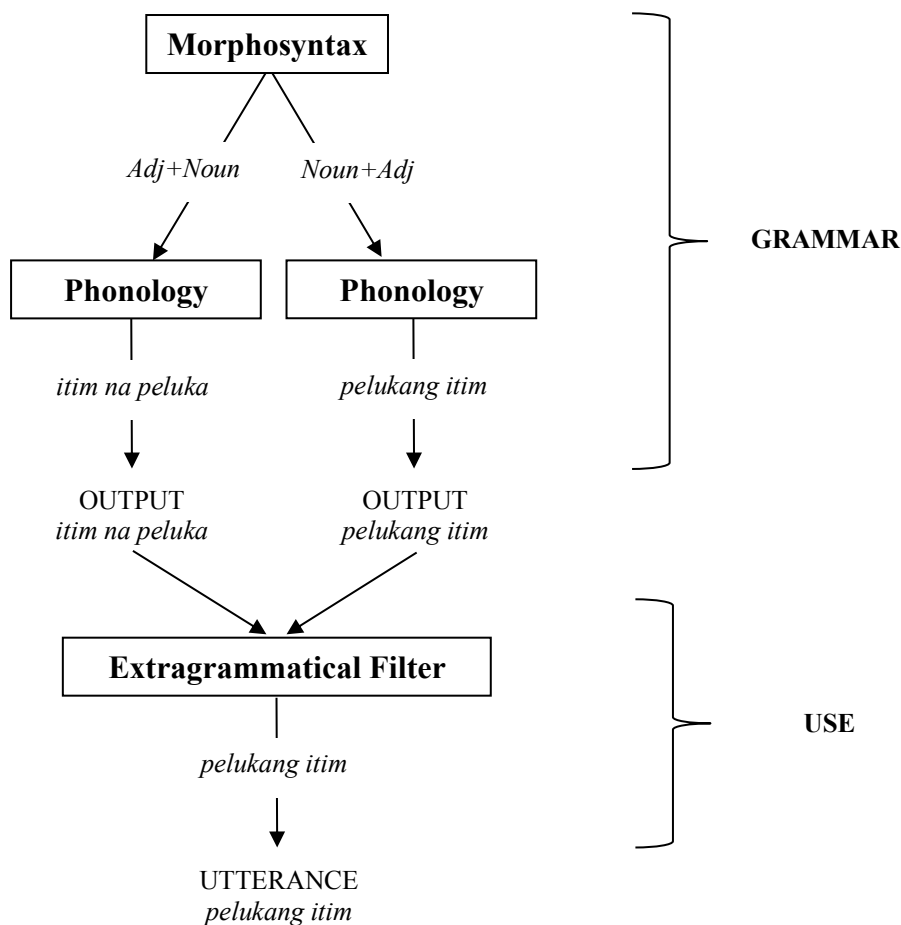 Morphosyntax
Adj+Noun
Noun+Adj
GRAMMAR
Phonology
Phonology
itim na peluka
pelukang itim
OUTPUT
itim na peluka
OUTPUT
pelukang itim
Extragrammatical Filter
USE
pelukang itim
UTTERANCE
pelukang itim